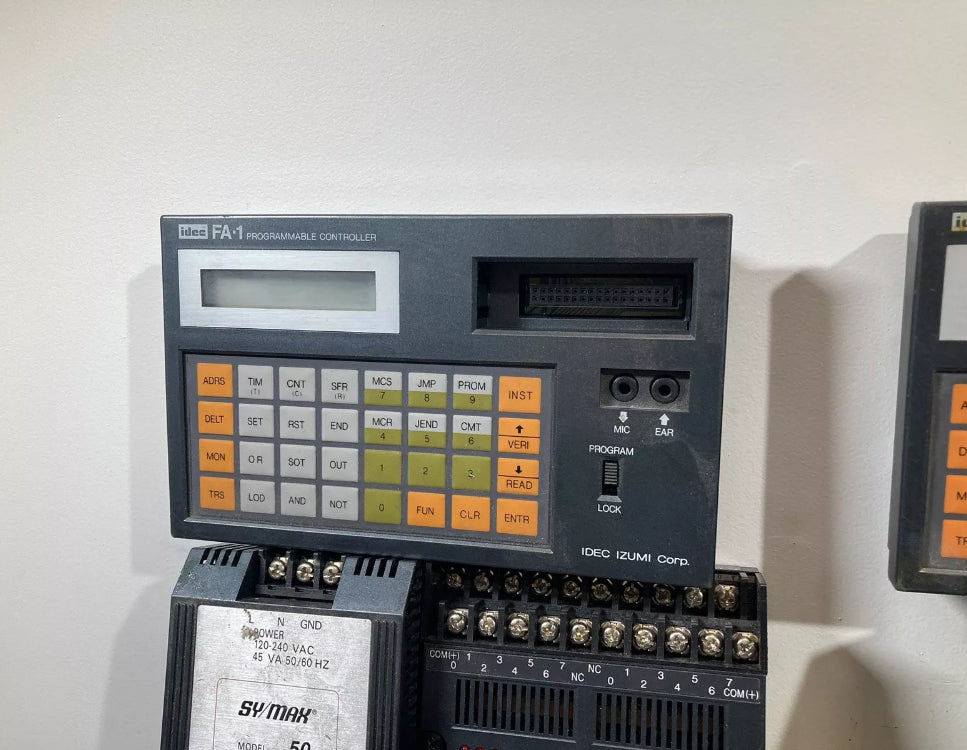 idec FA-1 PROGRAMMABLE CONTROLLER
ADRS TIM (T) CNT (C) SFR (R) MCS 7 JMP 8 PROM 9 INST
DELT SET RST END MCR 4 JEND 5 CMT 6 ↑ VERI
MON OR SOT OUT 1 2 3 ↓ READ
TRS LOD AND NOT 0 FUN CLR ENTR
MIC EAR
PROGRAM
LOCK
IDEC IZUMI Corp.
L N GND
POWER
120-240 VAC
45 VA 50/60 HZ
SY/MAX®
MODEL 50
COM(+) 0 1 2 3 4 5 6 7 NC NC 0 1 2 3 4 5 6 7 COM(+)